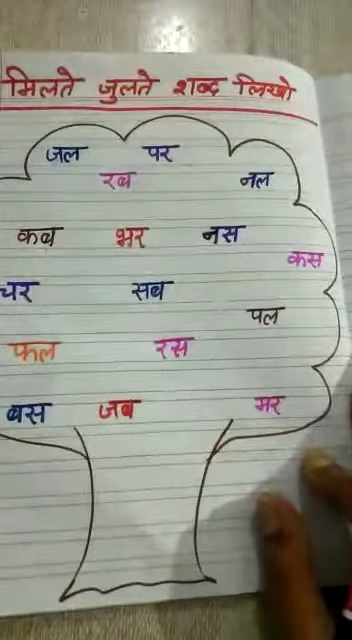 मिलते जुलते शब्द लिखो
जल पर
रब नल
कब भर नस
कस
चर सब
पल
फल रस
बस जब मर